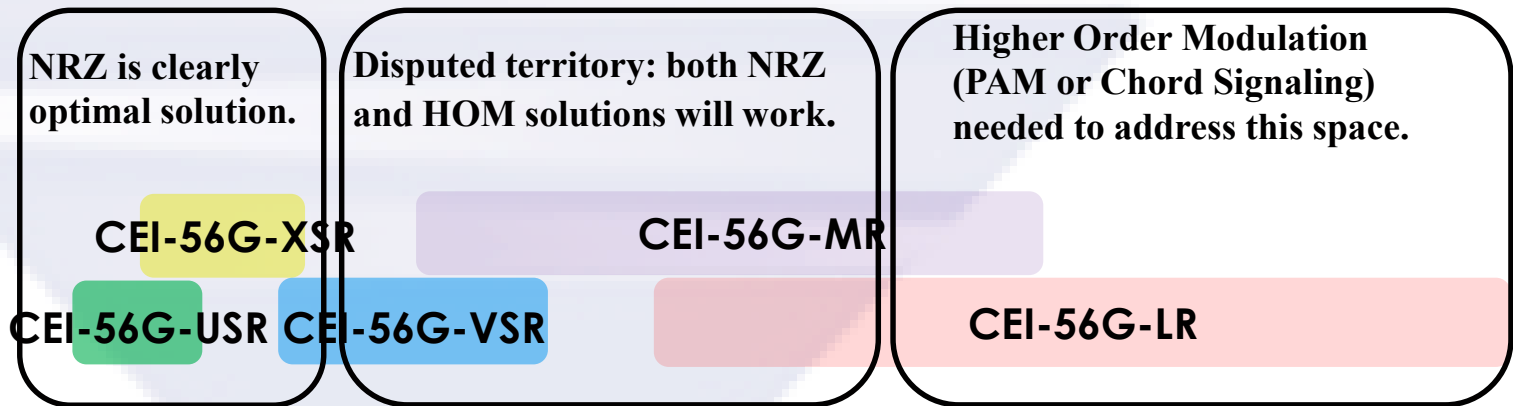 NRZ is clearly
optimal solution.
Disputed territory: both NRZ
and HOM solutions will work.
Higher Order Modulation
(PAM or Chord Signaling)
needed to address this space.
CEI-56G-XSR
CEI-56G-MR
CEI-56G-USR
CEI-56G-VSR
CEI-56G-LR